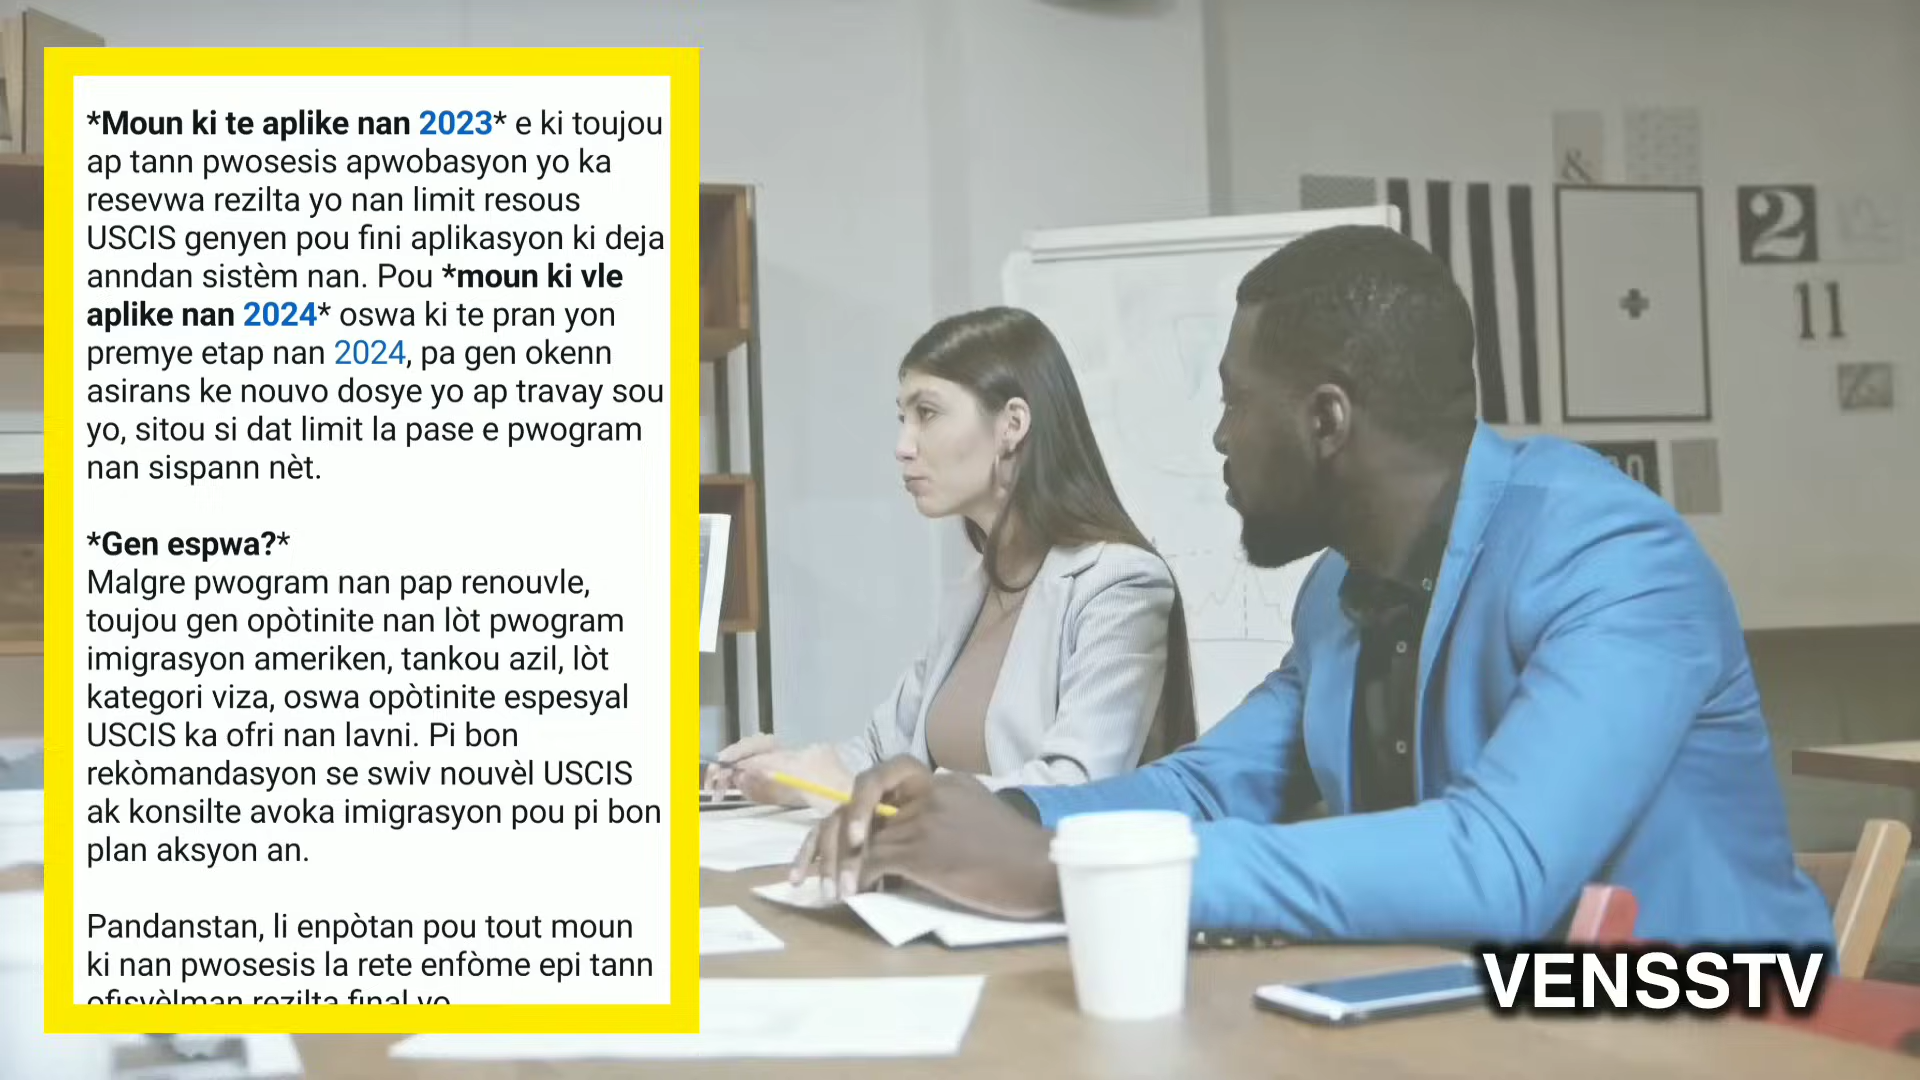 *Moun ki te aplike nan 2023* e ki toujou
ap tann pwosesis apwobasyon yo ka
resevwa rezilta yo nan limit resous
USCIS genyen pou fini aplikasyon ki deja
anndan sistèm nan. Pou *moun ki vle
aplike nan 2024* oswa ki te pran yon
premye etap nan 2024, pa gen okenn
asirans ke nouvo dosye yo ap travay sou
yo, sitou si dat limit la pase e pwogram
nan sispann nèt.
*Gen espwa?*
Malgre pwogram nan pap renouvle,
toujou gen opòtinite nan lòt pwogram
imigrasyon ameriken, tankou azil, lòt
kategori viza, oswa opòtinite espesyal
USCIS ka ofri nan lavni. Pi bon
rekòmandasyon se swiv nouvèl USCIS
ak konsilte avoka imigrasyon pou pi bon
plan aksyon an.
Pandanstan, li enpòtan pou tout moun
ki nan pwosesis la rete enfòme epi tann
ofisyèlman rezilta final yo
&
2
11
VENSSTV